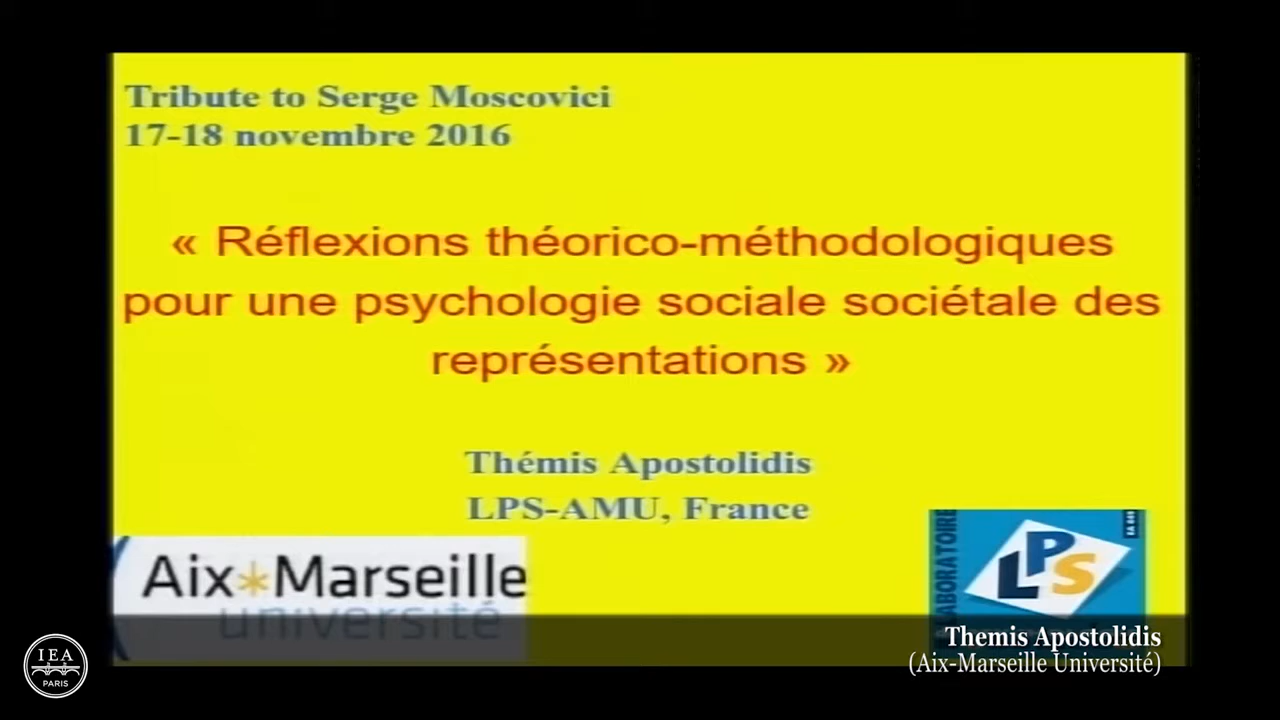 Tribute to Serge Moscovici
17-18 novembre 2016
« Réflexions théorico-méthodologiques
pour une psychologie sociale sociétale des
représentations »
Thémis Apostolidis
LPS-AMU, France
Aix*Marseille
université
LABORATOIRE
LPS
Themis Apostolidis
(Aix-Marseille Université)
IEA
PARIS